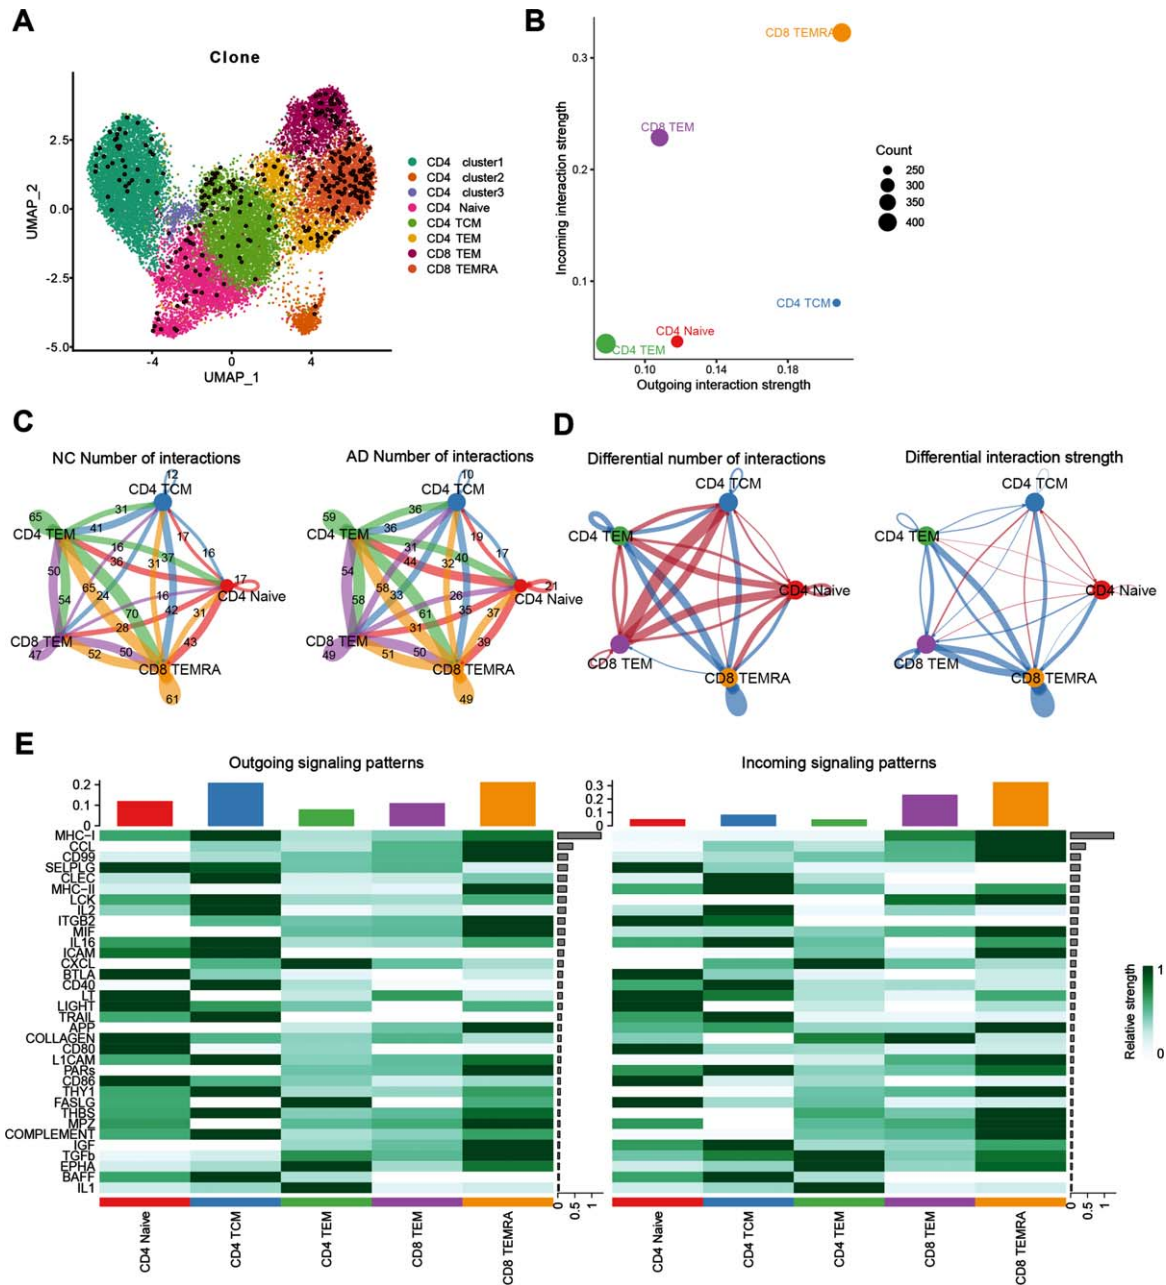 A
Clone
UMAP_2
2.5
0.0
-2.5
-5.0
-4
0
4
UMAP_1
CD4 cluster1
CD4 cluster2
CD4 cluster3
CD4 Naive
CD4 TCM
CD4 TEM
CD8 TEM
CD8 TEMRA
B
Incoming interaction strength
0.3
0.2
0.1
0.10
0.14
0.18
Outgoing interaction strength
CD8 TEMRA
CD8 TEM
CD4 TCM
CD4 Naive
CD4 TEM
Count
250
300
350
400
C
NC Number of interactions
12
CD4 TCM
65
31
17
CD4 TEM
41
16
16
36
37
50
65
31
17
CD4 Naive
54
24
16
42
31
70
28
43
CD8 TEM
47
52
50
CD8 TEMRA
61
AD Number of interactions
10
CD4 TCM
59
36
19
CD4 TEM
36
17
31
44
40
54
58
32
21
CD4 Naive
58
33
26
35
37
61
31
39
CD8 TEM
49
51
50
CD8 TEMRA
49
D
Differential number of interactions
CD4 TCM
CD4 TEM
CD4 Naive
CD8 TEM
CD8 TEMRA
Differential interaction strength
CD4 TCM
CD4 TEM
CD4 Naive
CD8 TEM
CD8 TEMRA
E
Outgoing signaling patterns
0.2
0.1
0
MHC-I
CCL
CD99
SELPLG
CLEC
MHC-II
LCK
IL2
ITGB2
MIF
IL16
ICAM
CXCL
BTLA
CD40
LT
LIGHT
TRAIL
APP
COLLAGEN
CD80
L1CAM
PARs
CD86
THY1
FASLG
THBS
MPZ
COMPLEMENT
IGF
TGFb
EPHA
BAFF
IL1
CD4 Naive
CD4 TCM
CD4 TEM
CD8 TEM
CD8 TEMRA
0
0.5
1
Incoming signaling patterns
0.3
0.2
0.1
0
CD4 Naive
CD4 TCM
CD4 TEM
CD8 TEM
CD8 TEMRA
0
0.5
1
Relative strength
1
0